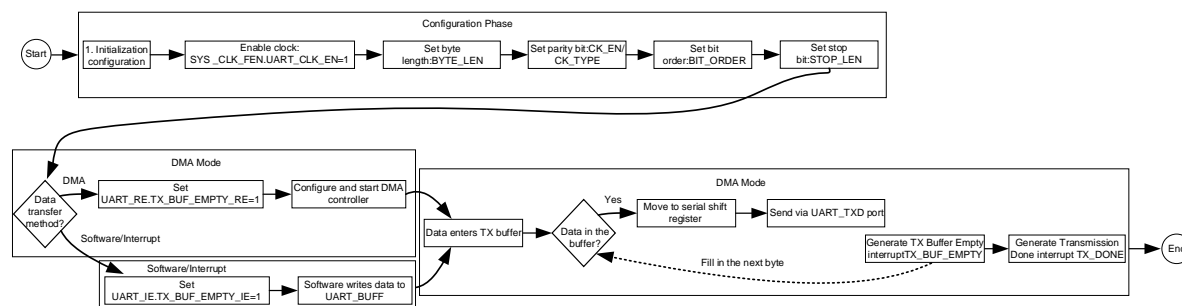 Configuration Phase
Start
1. Initialization
configuration
Enable clock:
SYS _CLK_FEN.UART_CLK_EN=1
Set byte
length:BYTE_LEN
Set parity bit:CK_EN/
CK_TYPE
Set bit
order:BIT_ORDER
Set stop
bit:STOP_LEN
DMA Mode
Data
transfer
method?
DMA
Set
UART_RE.TX_BUF_EMPTY_RE=1
Configure and start DMA
controller
Software/Interrupt
Software/Interrupt
Set
UART_IE.TX_BUF_EMPTY_IE=1
Software writes data to
UART_BUFF
DMA Mode
Data enters TX buffer
Data in the
buffer?
Yes
Move to serial shift
register
Send via UART_TXD port
Fill in the next byte
Generate TX Buffer Empty
interruptTX_BUF_EMPTY
Generate Transmission
Done interrupt TX_DONE
End